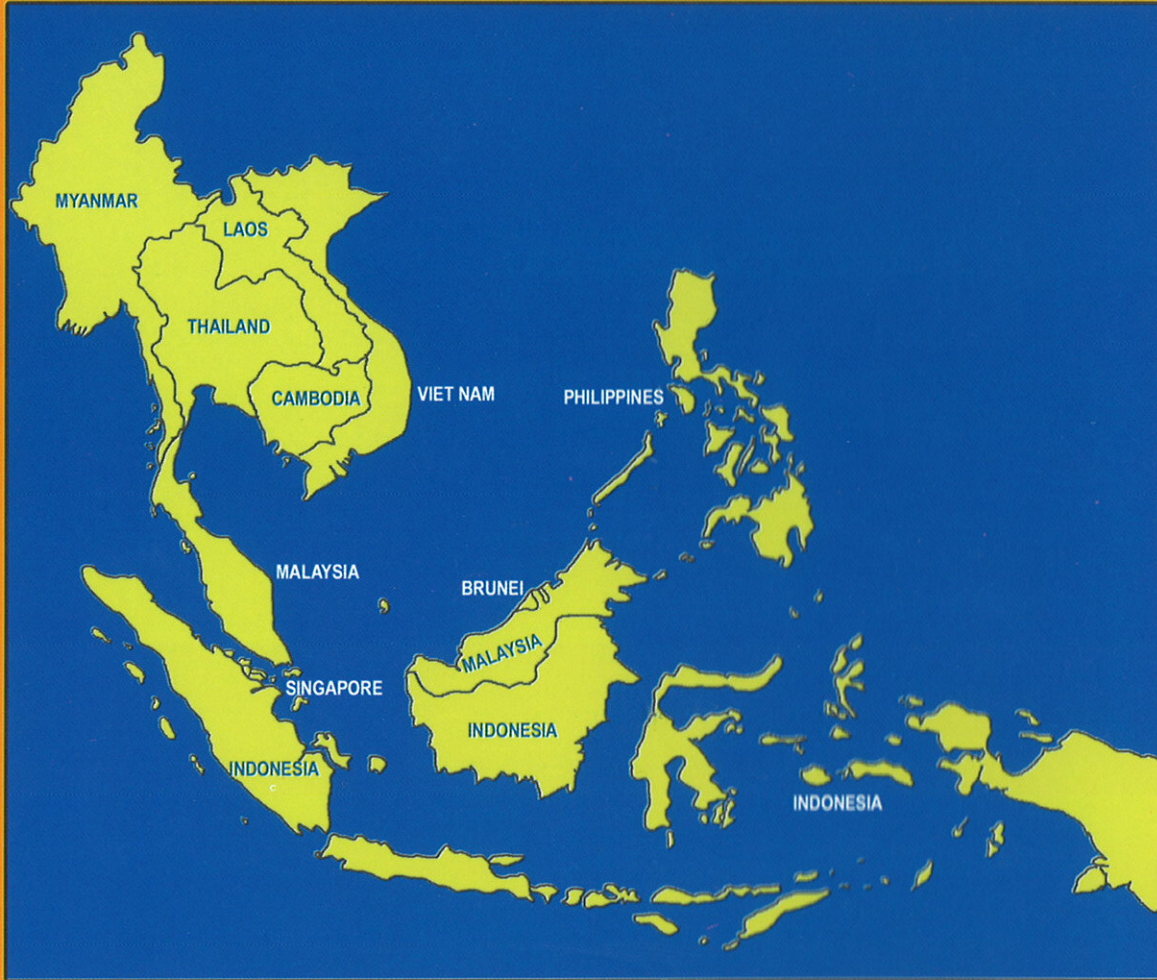 MYANMAR
LAOS
THAILAND
CAMBODIA
VIET NAM
PHILIPPINES
MALAYSIA
BRUNEI
MALAYSIA
SINGAPORE
INDONESIA
INDONESIA
INDONESIA
c